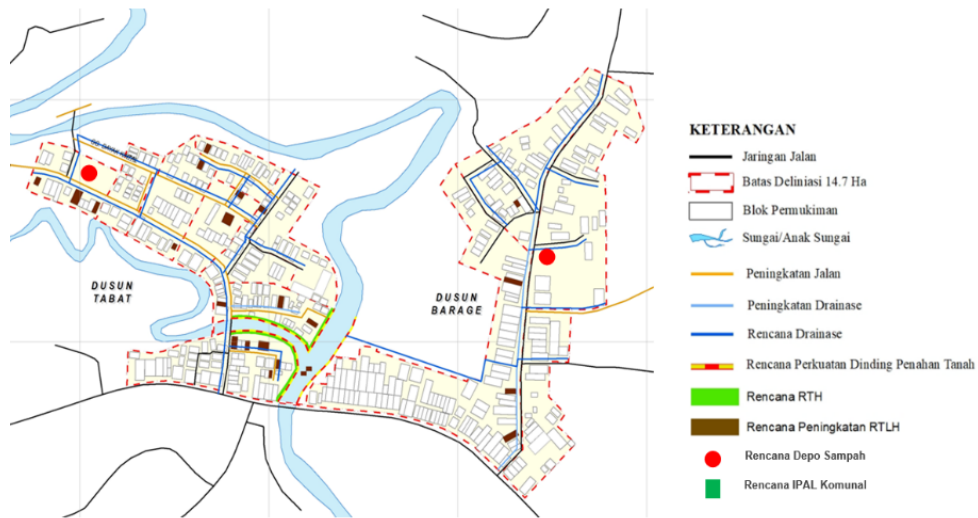 DUSUN
TABAT
DUSUN
BARAGE
KETERANGAN
Jaringan Jalan
Batas Deliniasi 14.7 Ha
Blok Permukiman
Sungai/Anak Sungai
Peningkatan Jalan
Peningkatan Drainase
Rencana Drainase
Rencana Perkuatan Dinding Penahan Tanah
Rencana RTH
Rencana Peningkatan RTLH
Rencana Depo Sampah
Rencana IPAL Komunal